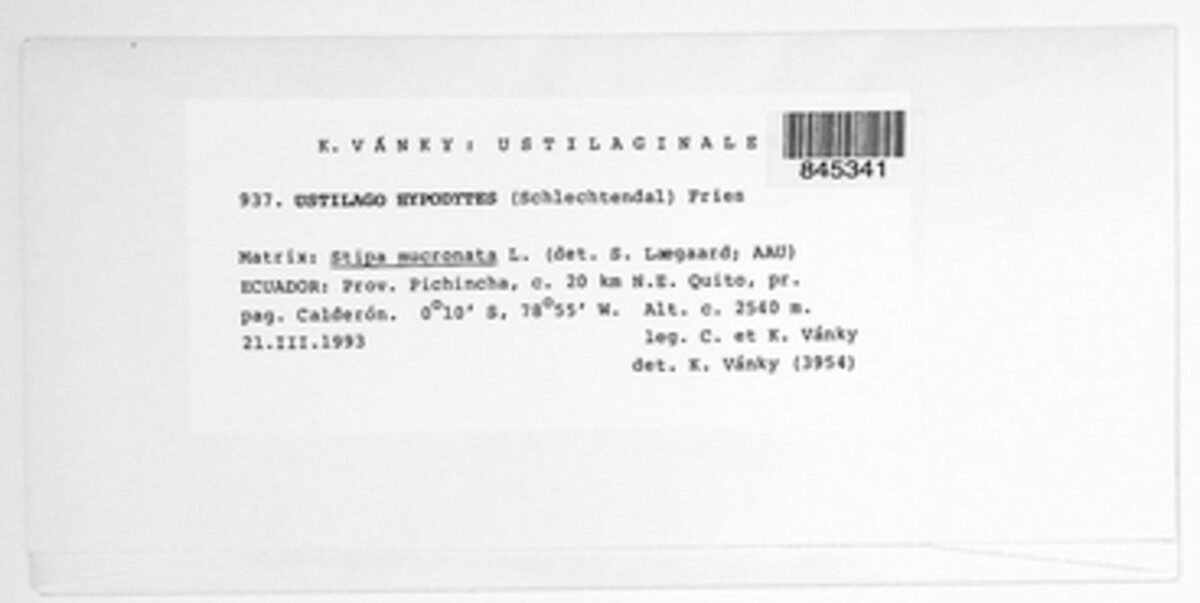 K. VÁNKY: USTILAGINALE
845341
937. USTILAGO HYPODYTES (Schlechtendal) Fries
Matrix: Stipa mucronata L. (det. S. Lægaard; AAU)
ECUADOR: Prov. Pichincha, c. 20 km N.E. Quito, pr.
pag. Calderón. 0°10' S, 78°55' W. Alt. c. 2540 m.
21.III.1993 leg. C. et K. Vánky
det. K. Vánky (3954)